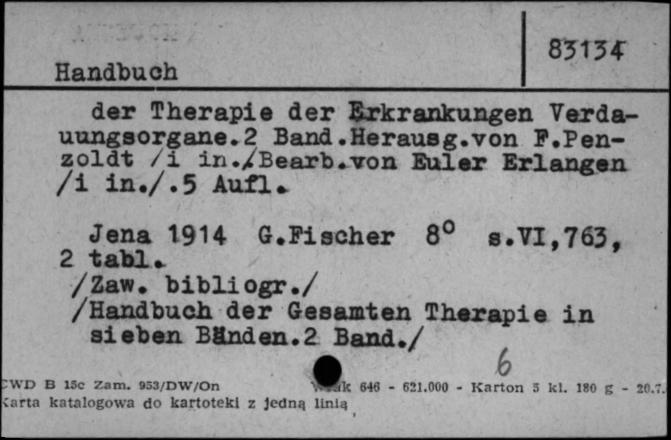 83134
Handbuch
der Therapie der Erkrankungen Verda-
uungsorgane.2 Band.Herausg.von F.Pen-
zoldt /i in./Bearb.von Euler Erlangen
/i in./.5 Aufl.
Jena 1914 G.Fischer 8° s.VI,763,
2 tabl.
/Zaw. bibliogr./
/Handbuch der Gesamten Therapie in
sieben Bänden.2 Band./
6
CWD B 15c Zam. 953/DW/On 646 - 621.000 - Karton 5 kl. 180 g - 20.7.
Karta katalogowa do kartoteki z jedną linią